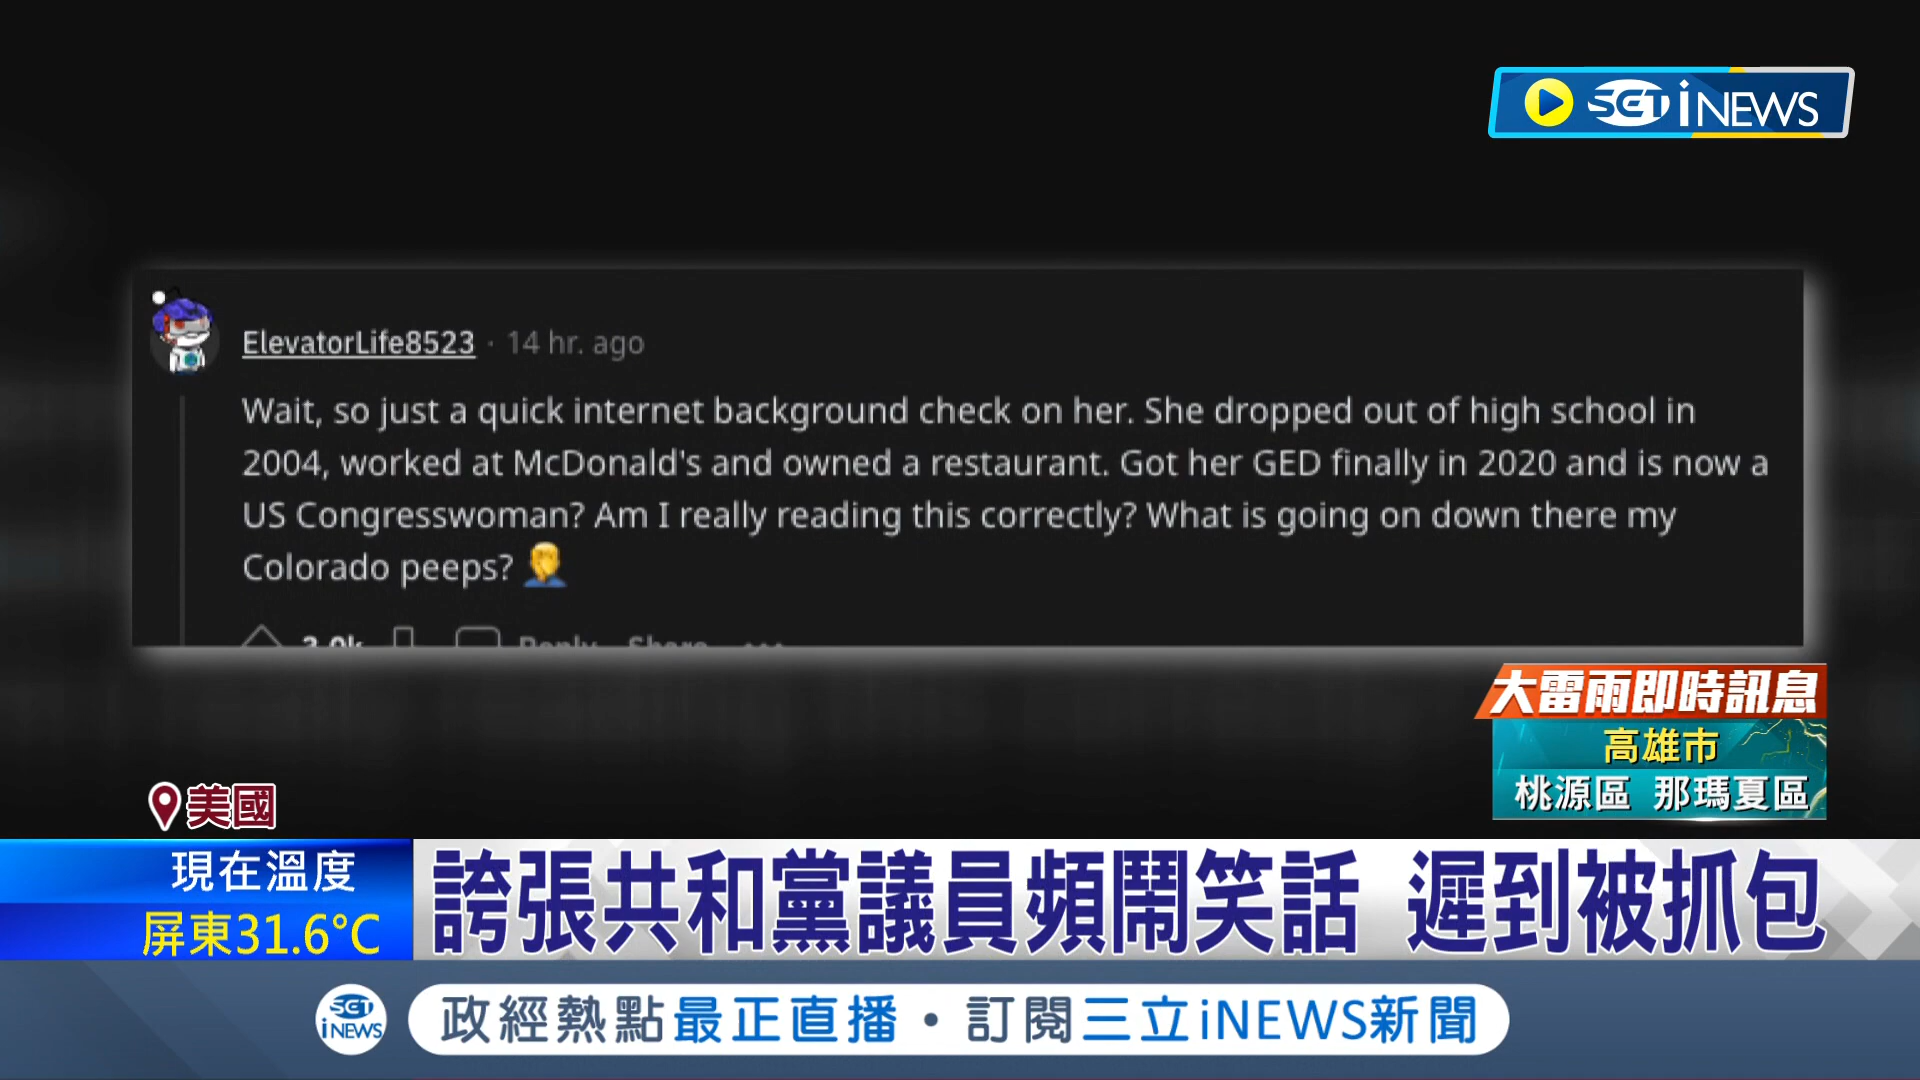 SET iNEWS
ElevatorLife8523 · 14 hr. ago
Wait, so just a quick internet background check on her. She dropped out of high school in
2004, worked at McDonald's and owned a restaurant. Got her GED finally in 2020 and is now a
US Congresswoman? Am I really reading this correctly? What is going on down there my
Colorado peeps? 🤦
Reply Share
大雷雨即時訊息
高雄市
桃源區 那瑪夏區
美國
現在溫度
屏東31.6°C
誇張共和黨議員頻鬧笑話 遲到被抓包
SET iNEWS
政經熱點最正直播・訂閱三立iNEWS新聞